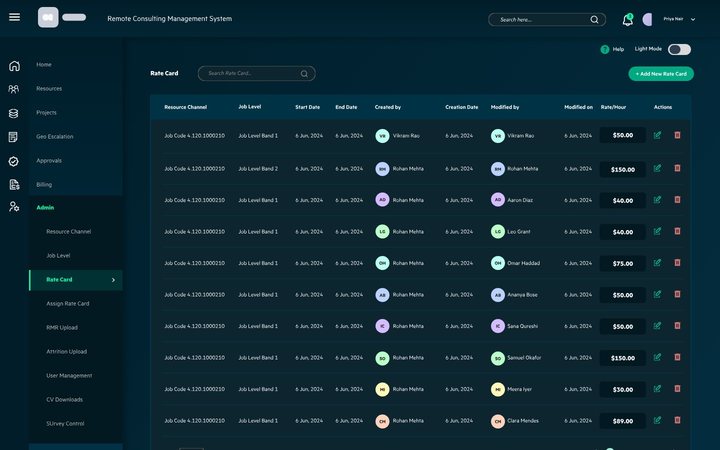 Remote Consulting Management System
Search here...
Priya Nair
Help
Light Mode
Rate Card
Search Rate Card...
+ Add New Rate Card
Home
Resources
Projects
Geo Escalation
Approvals
Billing
Admin
Resource Channel
Job Level
Rate Card
Assign Rate Card
RMR Upload
Attrition Upload
User Management
CV Downloads
SUrvey Control
Resource Channel Job Level Start Date End Date Created by Creation Date Modified by Modified on Rate/Hour Actions
Job Code 4.120.1000210 Job Level Band 1 6 Jun, 2024 6 Jun, 2024 VR Vikram Rao 6 Jun, 2024 VR Vikram Rao 6 Jun, 2024 $50.00
Job Code 4.120.1000210 Job Level Band 2 6 Jun, 2024 6 Jun, 2024 RM Rohan Mehta 6 Jun, 2024 RM Rohan Mehta 6 Jun, 2024 $150.00
Job Code 4.120.1000210 Job Level Band 1 6 Jun, 2024 6 Jun, 2024 AD Rohan Mehta 6 Jun, 2024 AD Aaron Diaz 6 Jun, 2024 $40.00
Job Code 4.120.1000210 Job Level Band 1 6 Jun, 2024 6 Jun, 2024 LG Rohan Mehta 6 Jun, 2024 LG Leo Grant 6 Jun, 2024 $40.00
Job Code 4.120.1000210 Job Level Band 1 6 Jun, 2024 6 Jun, 2024 OH Rohan Mehta 6 Jun, 2024 OH Omar Haddad 6 Jun, 2024 $75.00
Job Code 4.120.1000210 Job Level Band 1 6 Jun, 2024 6 Jun, 2024 AB Rohan Mehta 6 Jun, 2024 AB Ananya Bose 6 Jun, 2024 $50.00
Job Code 4.120.1000210 Job Level Band 1 6 Jun, 2024 6 Jun, 2024 Rohan Mehta 6 Jun, 2024 Sana Qureshi 6 Jun, 2024 $50.00
Job Code 4.120.1000210 Job Level Band 1 6 Jun, 2024 6 Jun, 2024 SO Rohan Mehta 6 Jun, 2024 SO Samuel Okafor 6 Jun, 2024 $150.00
Job Code 4.120.1000210 Job Level Band 1 6 Jun, 2024 6 Jun, 2024 MI Rohan Mehta 6 Jun, 2024 MI Meera Iyer 6 Jun, 2024 $30.00
Job Code 4.120.1000210 Job Level Band 1 6 Jun, 2024 6 Jun, 2024 CM Rohan Mehta 6 Jun, 2024 CM Clara Mendes 6 Jun, 2024 $89.00